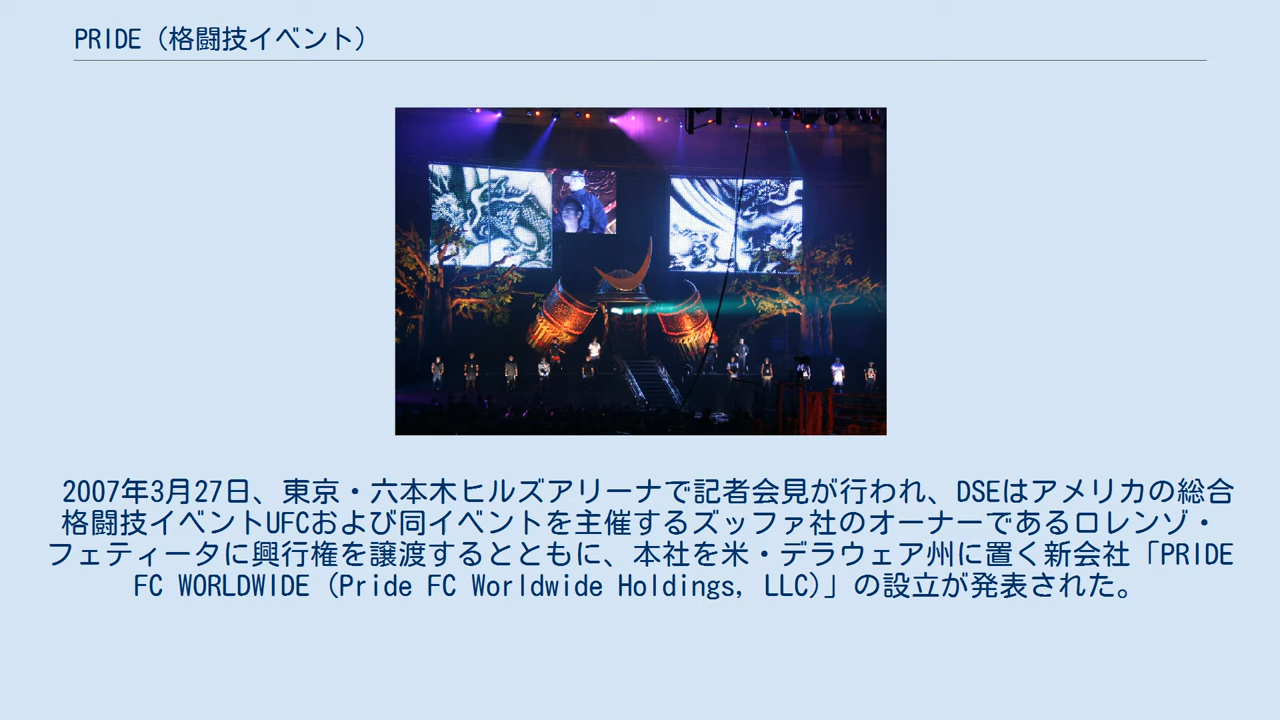 PRIDE（格闘技イベント）
2007年3月27日、東京・六本木ヒルズアリーナで記者会見が行われ、DSEはアメリカの総合
格闘技イベントUFCおよび同イベントを主催するズッファ社のオーナーであるロレンゾ・
フェティータに興行権を譲渡するとともに、本社を米・デラウェア州に置く新会社「PRIDE
FC WORLDWIDE（Pride FC Worldwide Holdings, LLC)」の設立が発表された。